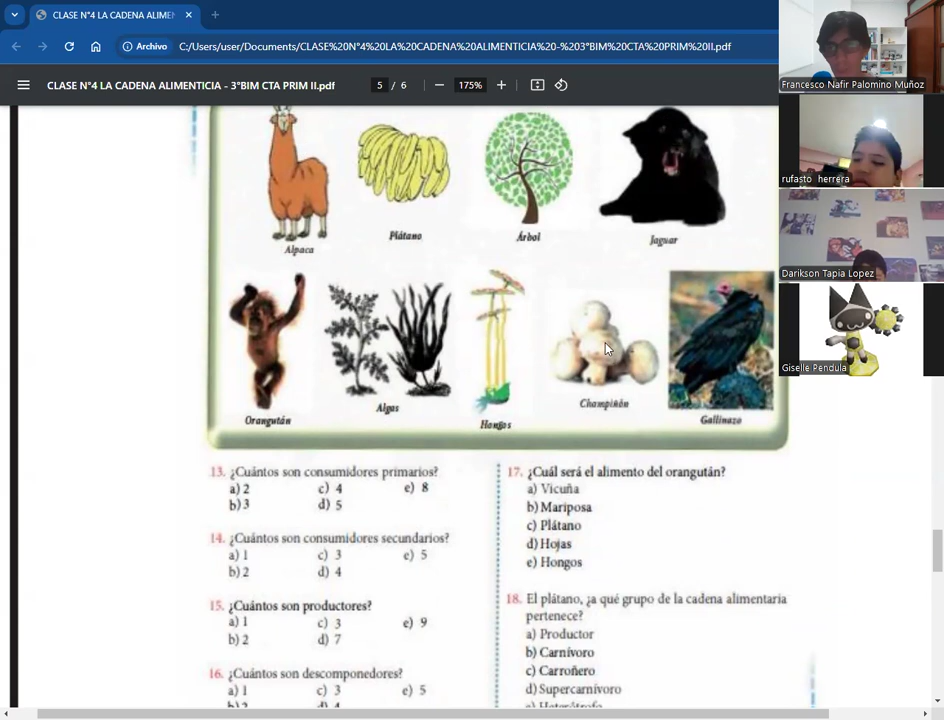 CLASE N°4 LA CADENA ALIMEN
Archivo
C:/Users/user/Documents/CLASE%20N°4%20LA%20CADENA%20ALIMENTICIA%20-%203°BIM%20CTA%20PRIM%20II.pdf
CLASE N°4 LA CADENA ALIMENTICIA - 3°BIM CTA PRIM II.pdf
5 / 6
175%
Francesco Nafir Palomino Muñoz
rufasto herrera
Darikson Tapia Lopez
Giselle Pendula
Alpaca
Plátano
Árbol
Jaguar
Orangután
Algas
Hongos
Champiñón
Gallinazo
13. ¿Cuántos son consumidores primarios?
a) 2 c) 4 e) 8
b) 3 d) 5
14. ¿Cuántos son consumidores secundarios?
a) 1 c) 3 e) 5
b) 2 d) 4
15. ¿Cuántos son productores?
a) 1 c) 3 e) 9
b) 2 d) 7
16. ¿Cuántos son descomponedores?
a) 1 c) 3 e) 5
b) 2 d) 4
17. ¿Cuál será el alimento del orangután?
a) Vicuña
b) Mariposa
c) Plátano
d) Hojas
e) Hongos
18. El plátano, ¿a qué grupo de la cadena alimentaria
pertenece?
a) Productor
b) Carnívoro
c) Carroñero
d) Supercarnívoro
e) Heterótrofo